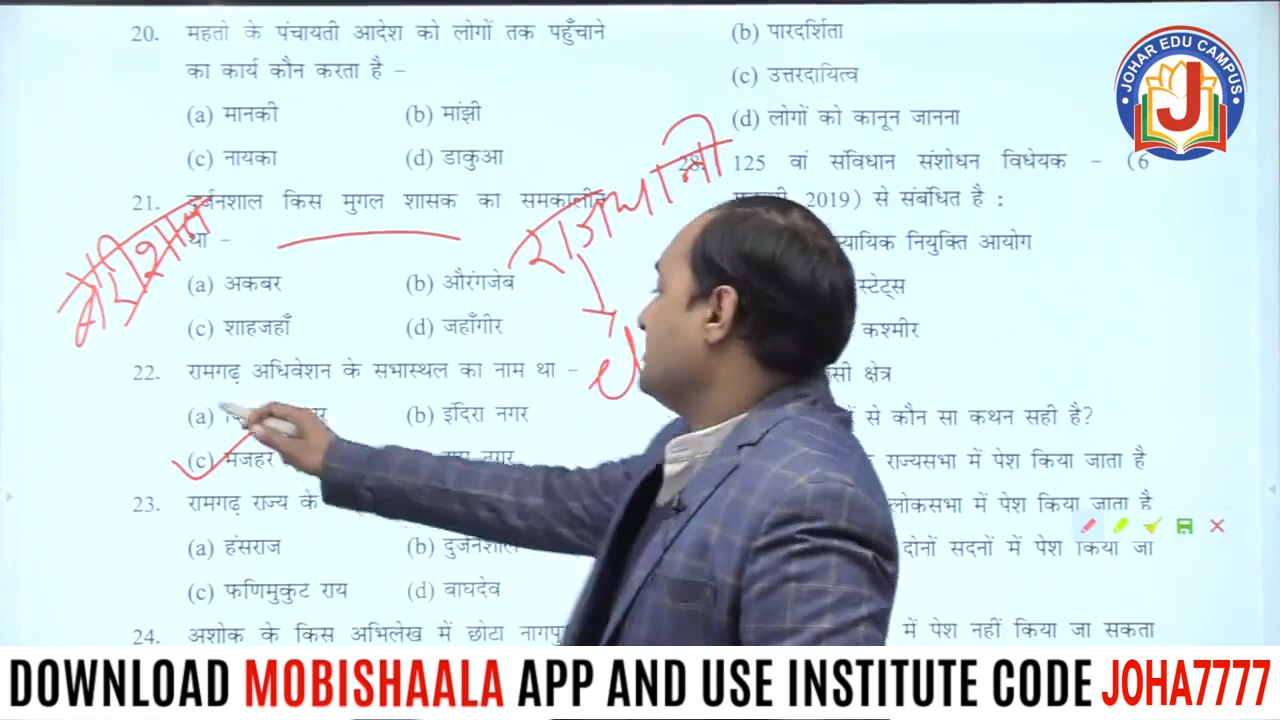 20. महतो के पंचायती आदेश को लोगों तक पहुँचाने
का कार्य कौन करता है –
(a) मानकी (b) मांझी
(c) नायका (d) डाकुआ
21. दुर्जनशाल किस मुगल शासक का समकालीन
था –
(a) अकबर (b) औरंगजेब
(c) शाहजहाँ (d) जहाँगीर
22. रामगढ़ अधिवेशन के सभास्थल का नाम था –
(a) (b) इंदिरा नगर
(c) मजहर नगर
23. रामगढ़ राज्य के
(a) हंसराज (b) दुर्जनशाल
(c) फणिमुकुट राय (d) बाघदेव
24. अशोक के किस अभिलेख में छोटा नागपु
बैरीशाल
राजधानी
(b) पारदर्शिता
(c) उत्तरदायित्व
(d) लोगों को कानून जानना
28. 125 वां संविधान संशोधन विधेयक – (6
2019) से संबंधित है :
न्यायिक नियुक्ति आयोग
स्टेट्स
कश्मीर
क्षेत्र
से कौन सा कथन सही है?
राज्यसभा में पेश किया जाता है
लोकसभा में पेश किया जाता है
दोनों सदनों में पेश किया जा
में पेश नहीं किया जा सकता
JOHAR EDU CAMPUS
J
DOWNLOAD MOBISHAALA APP AND USE INSTITUTE CODE JOHA7777